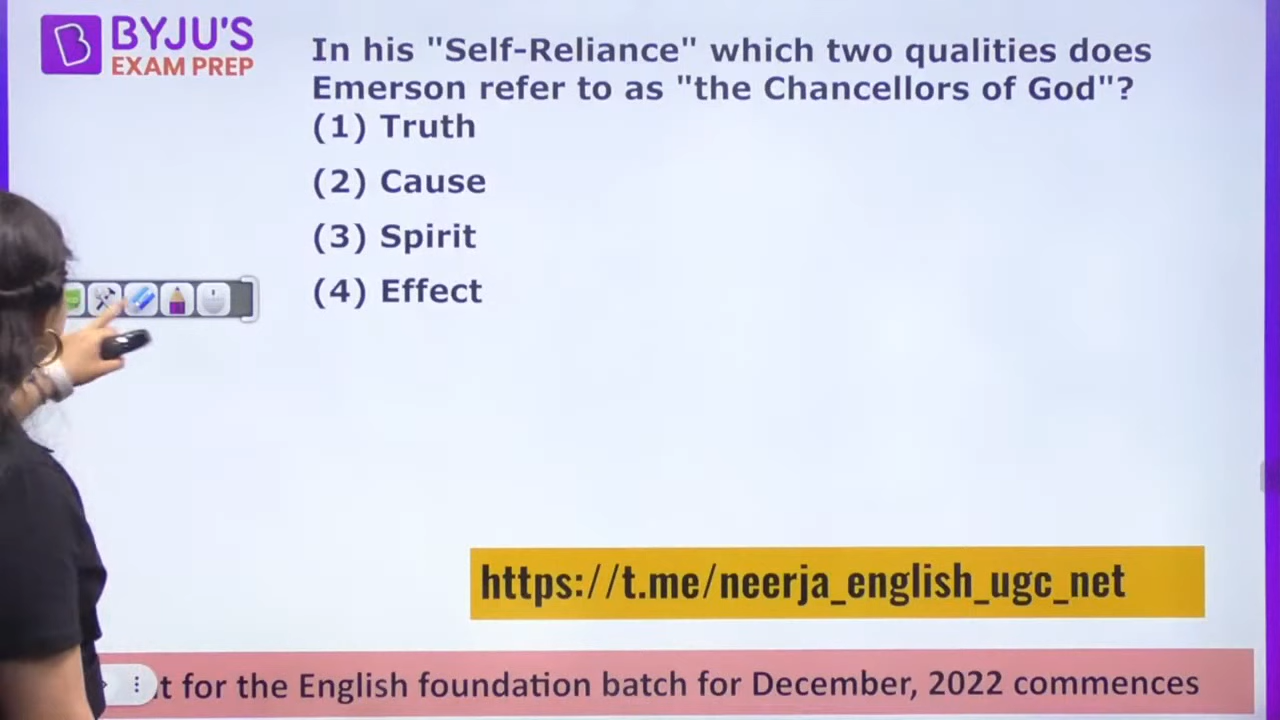 BYJU'S
EXAM PREP
In his "Self-Reliance" which two qualities does
Emerson refer to as "the Chancellors of God"?
(1) Truth
(2) Cause
(3) Spirit
(4) Effect
https://t.me/neerja_english_ugc_net
t for the English foundation batch for December, 2022 commences